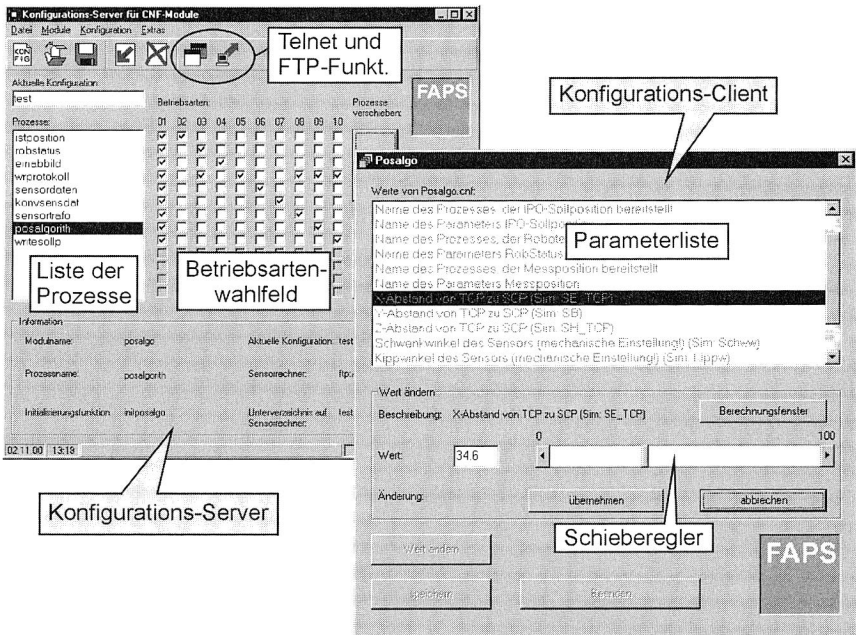 Konfigurations-Server für CNF-Module
Datei Module Konfiguration Extras
KON
FIG
Telnet und
FTP-Funkt.
Aktuelle Konfiguration:
test
Betriebsarten:
Prozesse
verschieben:
FAPS
Prozesse:
01 02 03 04 05 06 07 08 09 10
istposition
robstatus
einabbild
wrprotokoll
sensordaten
konvsensdat
sensortrafo
posalgorith
writesollp
Liste der
Prozesse
Betriebsarten-
wahlfeld
Information
Modulname: posalgo Aktuelle Konfiguration: test
Prozessname: posalgorith Sensorrechner: ftp:
Initialisierungsfunktion iniposalgo Unterverzeichnis auf
Sensorrechner: test
02.11.00 13:13
Konfigurations-Server
Konfigurations-Client
Posalgo
Werte von Posalgo.cnf:
Name des Prozesses, der IPO-Sollposition bereitstellt
Name des Parameters IPO-Sollpo
Name des Prozesses, der Robote
Name des Parameters RobStatus
Name des Prozesses, der Messposition bereitstellt
Name des Parameters Messposition
X-Abstand von TCP zu SCP (Sim: SE_TCP)
Y-Abstand von TCP zu SCP (Sim: SB)
Z-Abstand von TCP zu SCP (Sim: SH_TCP)
Schwenkwinkel des Sensors (mechanische Einstellung!) (Sim: Schww)
Kippwinkel des Sensors (mechanische Einstellung!) (Sim: Kippw)
Parameterliste
Wert ändern
Beschreibung: X-Abstand von TCP zu SCP (Sim: SE_TCP)
Berechnungsfenster
0 100
Wert: 34.6
Änderung:
übernehmen
abbrechen
Schieberegler
Wert ändern
speichern
Beenden
FAPS